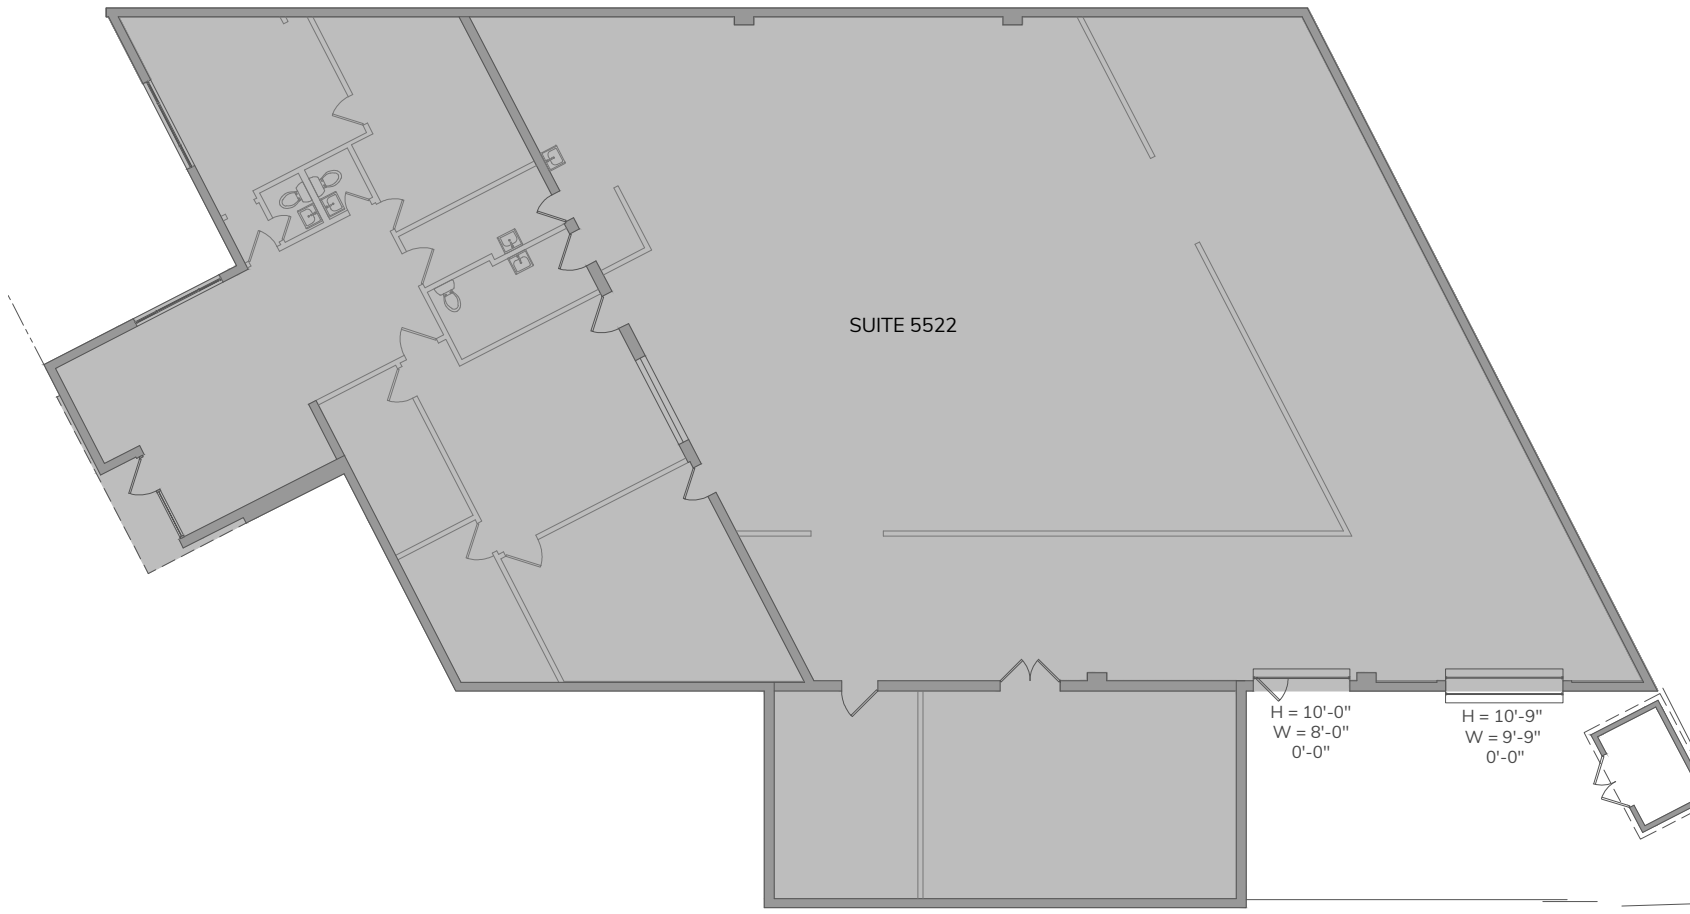 SUITE 5522
H = 10'-0"
W = 8'-0"
0'-0"
H = 10'-9"
W = 9'-9"
0'-0"